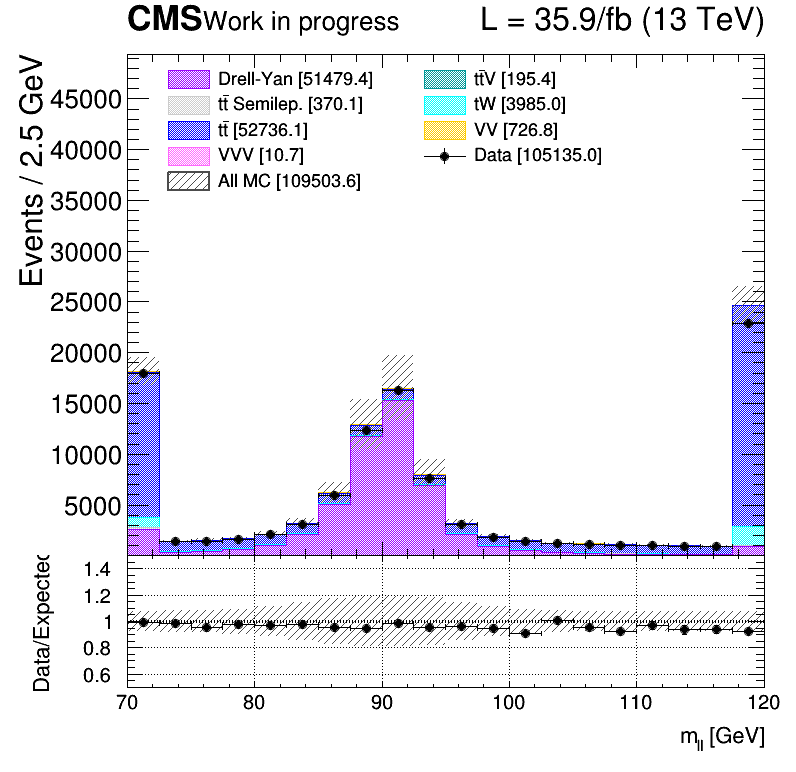 CMS Work in progress L = 35.9/fb (13 TeV)
Events / 2.5 GeV
Drell-Yan [51479.4]
tt̄ Semilep. [370.1]
tt̄ [52736.1]
VVV [10.7]
All MC [109503.6]
tt̄V [195.4]
tW [3985.0]
VV [726.8]
Data [105135.0]
45000
40000
35000
30000
25000
20000
15000
10000
5000
Data/Expected
1.4
1.2
1
0.8
0.6
70 80 90 100 110 120
m_ll [GeV]